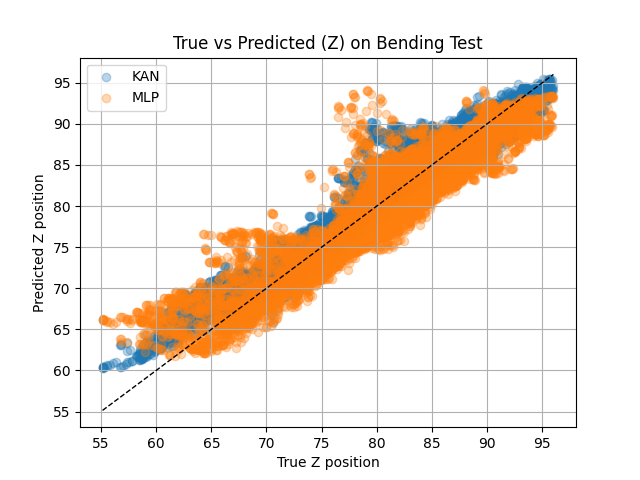 True vs Predicted (Z) on Bending Test
KAN
MLP
95
90
85
80
75
70
65
60
55
Predicted Z position
55 60 65 70 75 80 85 90 95
True Z position